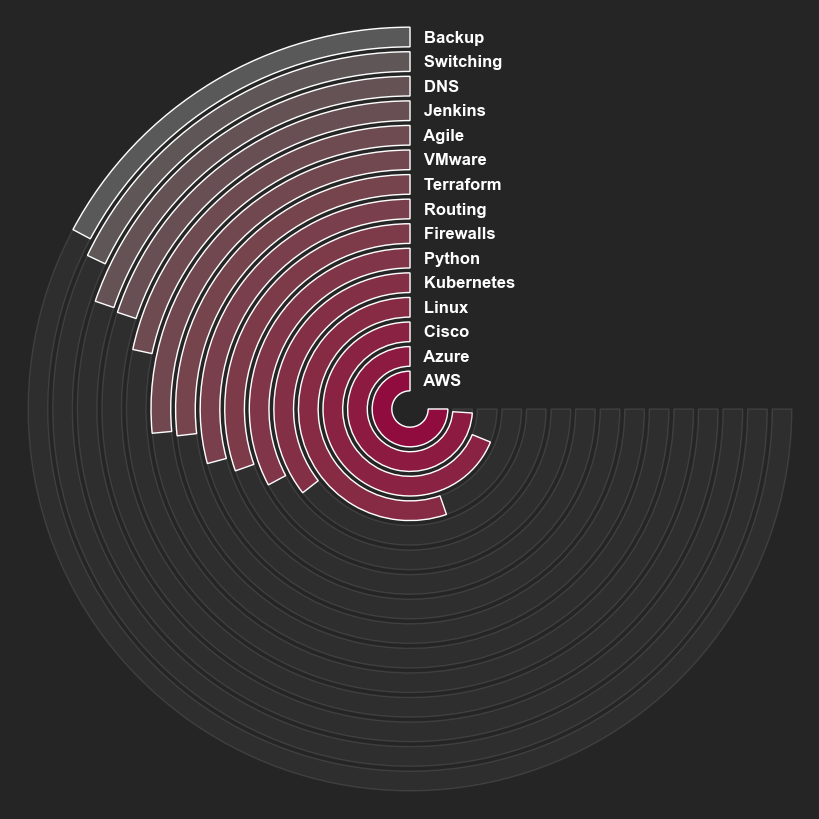 Backup
Switching
DNS
Jenkins
Agile
VMware
Terraform
Routing
Firewalls
Python
Kubernetes
Linux
Cisco
Azure
AWS